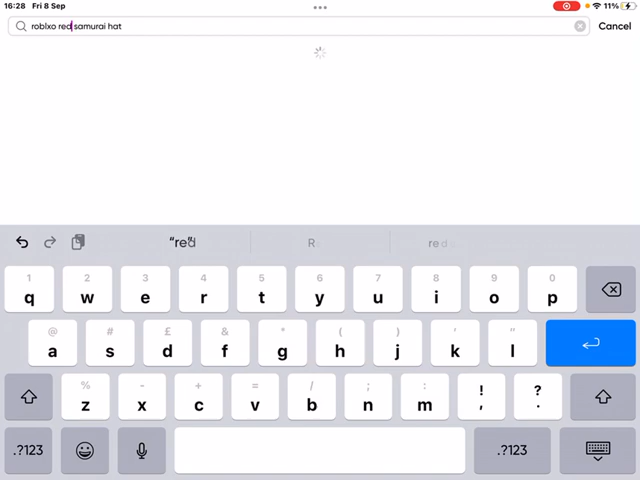 16:28 Fri 8 Sep 11%
roblxo red samurai hat Cancel
“red” R red
1 2 3 4 5 6 7 8 9 0
q w e r t y u i o p
@ # £ & * ( ) ' "
a s d f g h j k l
% - + = / ; : ! ?
z x c v b n m , .
.?123 .?123